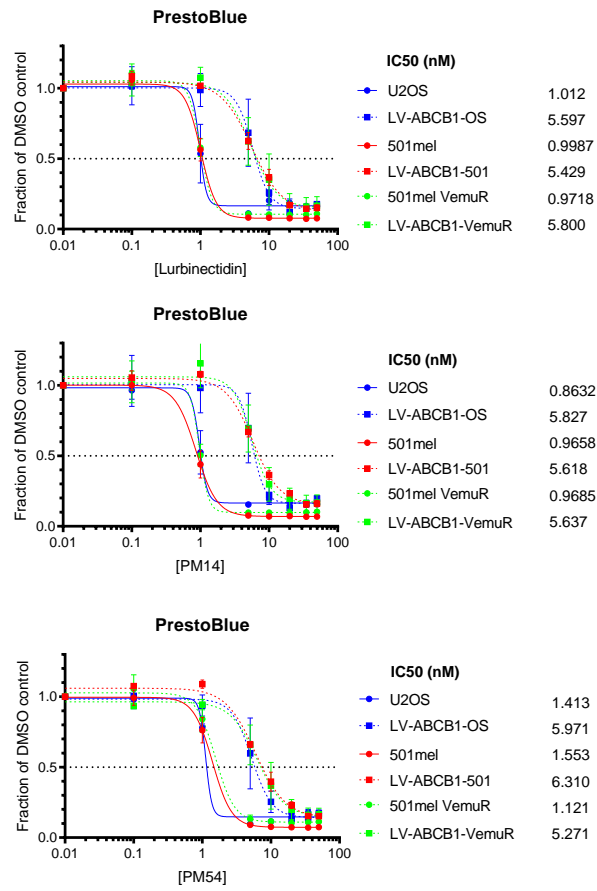 PrestoBlue
Fraction of DMSO control
1.0
0.5
0.0
0.01 0.1 1 10 100
[Lurbinectidin]
IC50 (nM)
U2OS 1.012
LV-ABCB1-OS 5.597
501mel 0.9987
LV-ABCB1-501 5.429
501mel VemuR 0.9718
LV-ABCB1-VemuR 5.800
PrestoBlue
Fraction of DMSO control
1.0
0.5
0.0
0.01 0.1 1 10 100
[PM14]
IC50 (nM)
U2OS 0.8632
LV-ABCB1-OS 5.827
501mel 0.9658
LV-ABCB1-501 5.618
501mel VemuR 0.9685
LV-ABCB1-VemuR 5.637
PrestoBlue
Fraction of DMSO control
1.0
0.5
0.0
0.01 0.1 1 10 100
[PM54]
IC50 (nM)
U2OS 1.413
LV-ABCB1-OS 5.971
501mel 1.553
LV-ABCB1-501 6.310
501mel VemuR 1.121
LV-ABCB1-VemuR 5.271